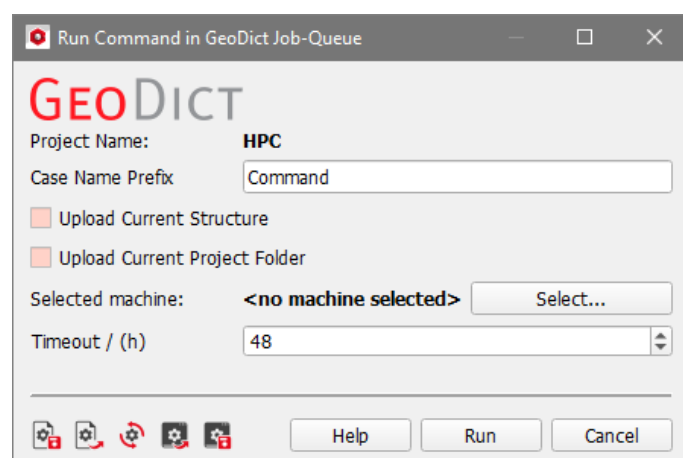 Run Command in GeoDict Job-Queue
GEODICT
Project Name: HPC
Case Name Prefix Command
Upload Current Structure
Upload Current Project Folder
Selected machine: <no machine selected> Select...
Timeout / (h) 48
Help Run Cancel